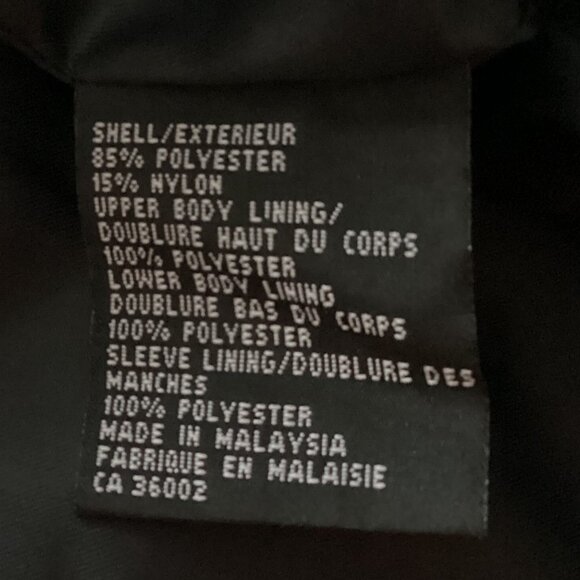 SHELL/EXTERIEUR
85% POLYESTER
15% NYLON
UPPER BODY LINING/
DOUBLURE HAUT DU CORPS
100% POLYESTER
LOWER BODY LINING
DOUBLURE BAS DU CORPS
100% POLYESTER
SLEEVE LINING/DOUBLURE DES
MANCHES
100% POLYESTER
MADE IN MALAYSIA
FABRIQUE EN MALAISIE
CA 36002